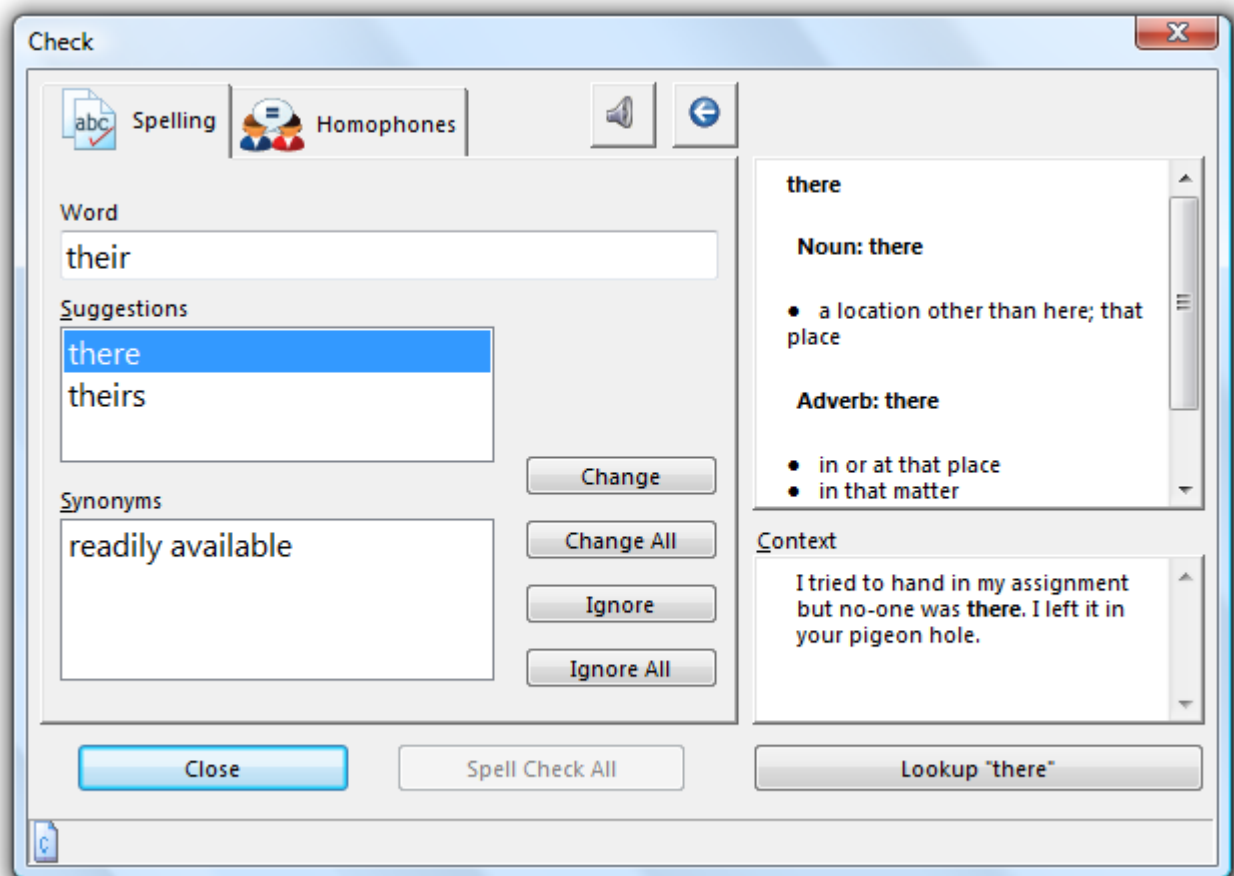 Check
abc
Spelling
Homophones
Word
their
Suggestions
there
theirs
Synonyms
readily available
Change
Change All
Ignore
Ignore All
there
Noun: there
● a location other than here; that
place
Adverb: there
● in or at that place
● in that matter
Context
I tried to hand in my assignment
but no-one was there. I left it in
your pigeon hole.
Close
Spell Check All
Lookup "there"